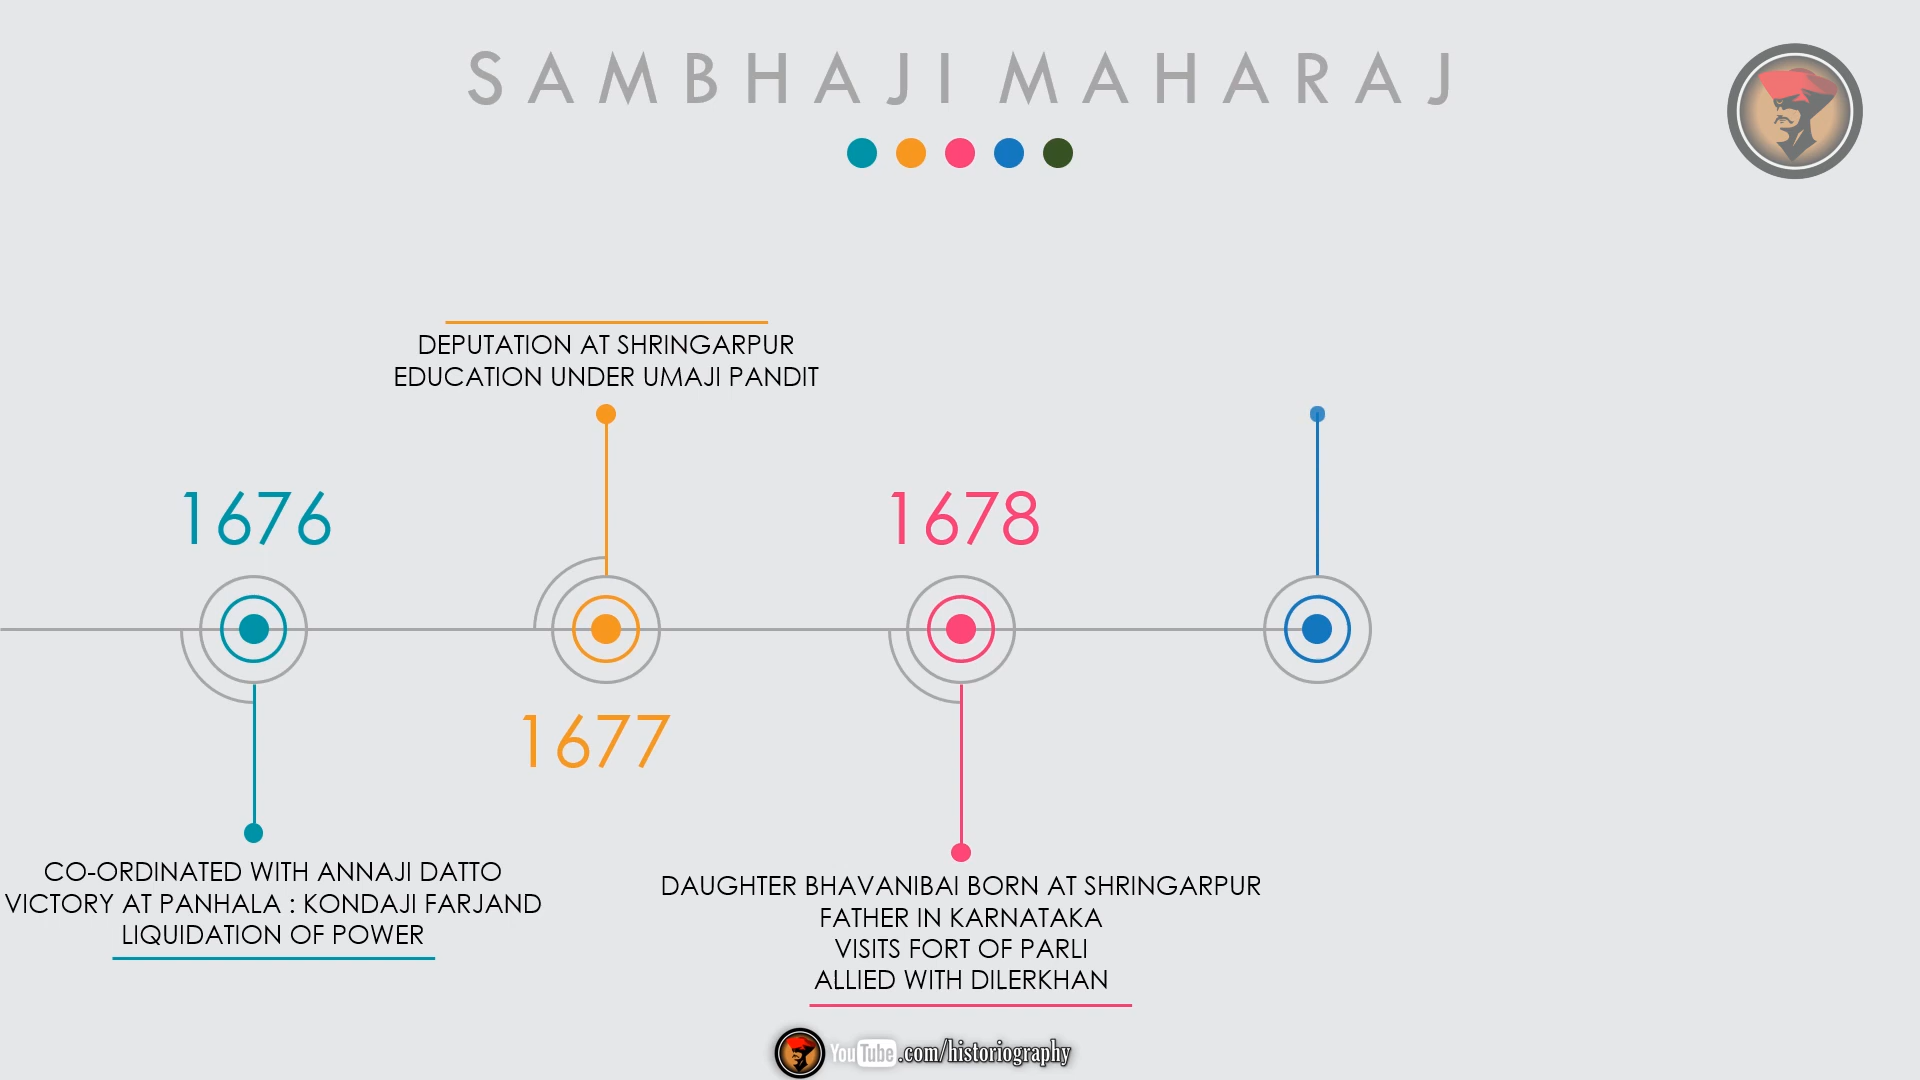 SAMBHAJI MAHARAJ
DEPUTATION AT SHRINGARPUR
EDUCATION UNDER UMAJI PANDIT
1676
1678
1677
CO-ORDINATED WITH ANNAJI DATTO
VICTORY AT PANHALA : KONDAJI FARJAND
LIQUIDATION OF POWER
DAUGHTER BHAVANIBAI BORN AT SHRINGARPUR
FATHER IN KARNATAKA
VISITS FORT OF PARLI
ALLIED WITH DILERKHAN
YouTube.com/historiography